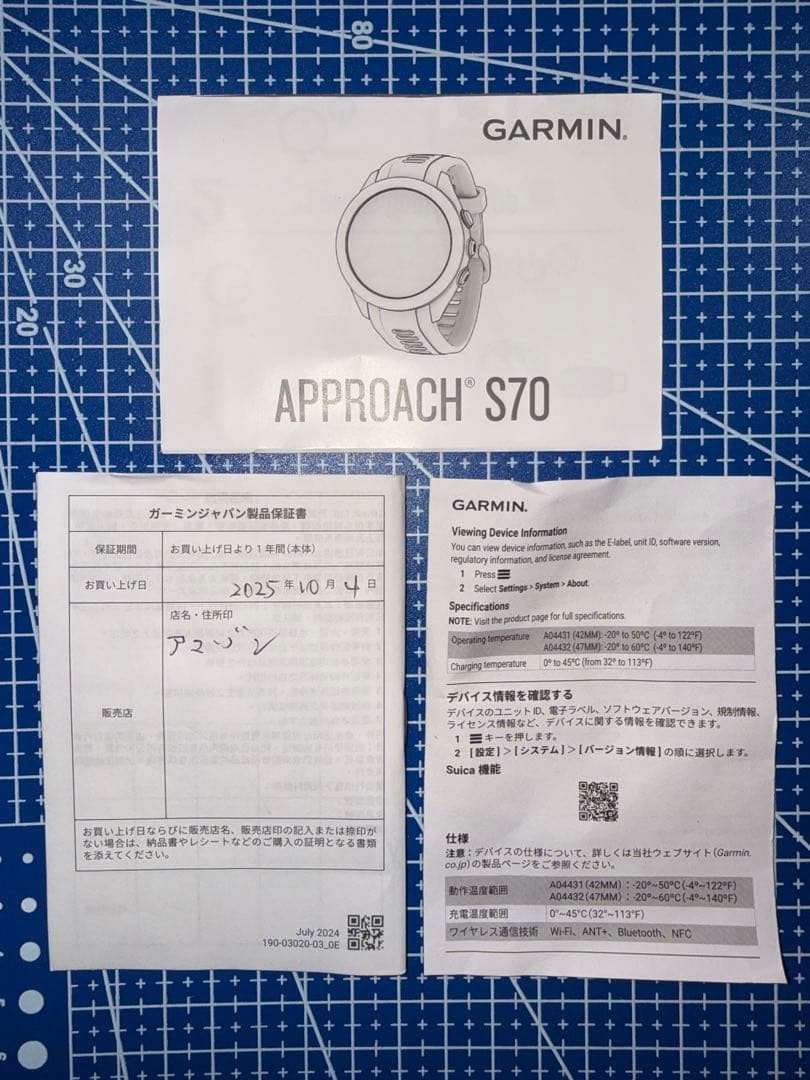 80
30
20
GARMIN®
APPROACH® S70
ガーミンジャパン製品保証書
保証期間 お買い上げ日より1年間(本体)
お買い上げ日 2025年10月4日
販売店 店名・住所印
アマゾン
お買い上げ日ならびに販売店名、販売店印の記入または捺印が
ない場合は、納品書やレシートなどのご購入の証明となる書類
を添えてください。
July 2024
190-03020-03_0E
GARMIN.
Viewing Device Information
You can view device information, such as the E-label, unit ID, software version,
regulatory information, and license agreement.
1 Press ☰
2 Select Settings > System > About.
Specifications
NOTE: Visit the product page for full specifications.
Operating temperature A04431 (42MM): -20° to 50°C (-4° to 122°F)
A04432 (47MM): -20° to 60°C (-4° to 140°F)
Charging temperature 0° to 45°C (from 32° to 113°F)
デバイス情報を確認する
デバイスのユニットID、電子ラベル、ソフトウェアバージョン、規制情報、
ライセンス情報など、デバイスに関する情報を確認できます。
1 ☰キーを押します。
2 [設定]>[システム]>[バージョン情報]の順に選択します。
Suica 機能
仕様
注意:デバイスの仕様について、詳しくは当社ウェブサイト(Garmin.
co.jp)の製品ページをご参照ください。
動作温度範囲 A04431(42MM):-20°~50°C(-4°~122°F)
A04432(47MM):-20°~60°C(-4°~140°F)
充電温度範囲 0°~45°C(32°~113°F)
ワイヤレス通信技術 Wi-Fi、ANT+、Bluetooth、NFC